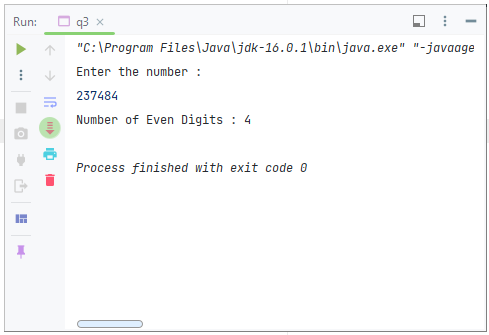 Run: q3
"C:\Program Files\Java\jdk-16.0.1\bin\java.exe" "-javaage
Enter the number :
237484
Number of Even Digits : 4
Process finished with exit code 0